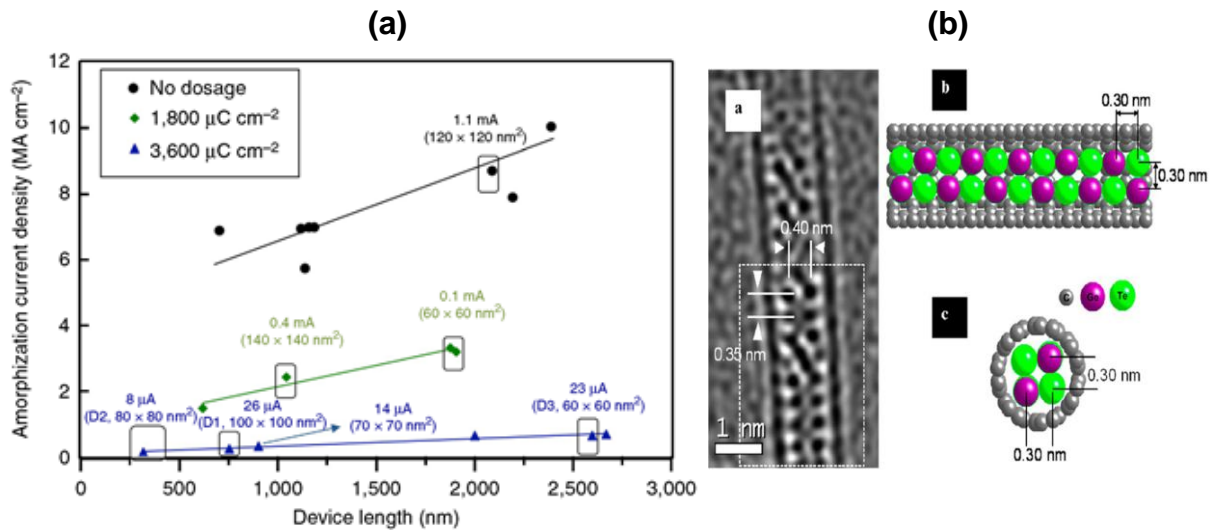 (a)
(b)
12
10
8
6
4
2
0
Amorphization current density (MA cm⁻²)
No dosage
1,800 μC cm⁻²
3,600 μC cm⁻²
1.1 mA
(120 × 120 nm²)
0.4 mA
(140 × 140 nm²)
0.1 mA
(60 × 60 nm²)
8 μA
(D2, 80 × 80 nm²)
26 μA
(D1, 100 × 100 nm²)
14 μA
(70 × 70 nm²)
23 μA
(D3, 60 × 60 nm²)
0
500
1,000
1,500
2,000
2,500
3,000
Device length (nm)
a
0.40 nm
0.35 nm
1 nm
b
0.30 nm
0.30 nm
C
Ge
Te
c
0.30 nm
0.30 nm